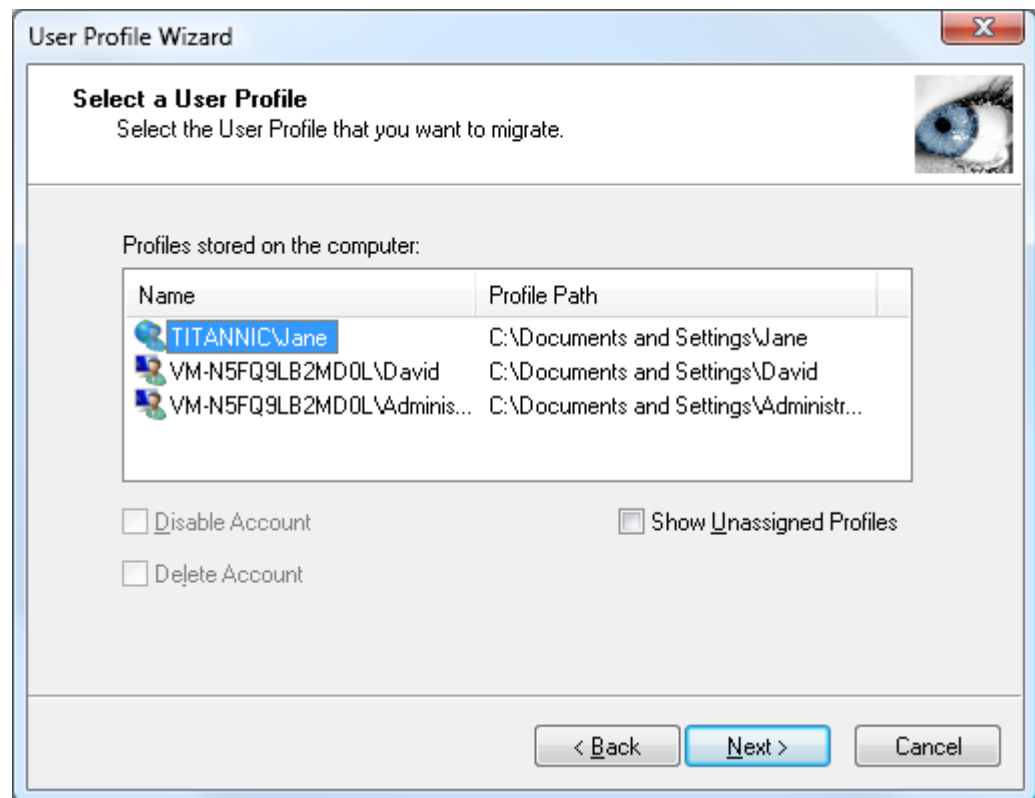 User Profile Wizard
Select a User Profile
Select the User Profile that you want to migrate.
Profiles stored on the computer:
Name Profile Path
TITANNIC\Jane C:\Documents and Settings\Jane
VM-N5FQ9LB2MD0L\David C:\Documents and Settings\David
VM-N5FQ9LB2MD0L\Adminis... C:\Documents and Settings\Administr...
Disable Account Show Unassigned Profiles
Delete Account
< Back Next > Cancel